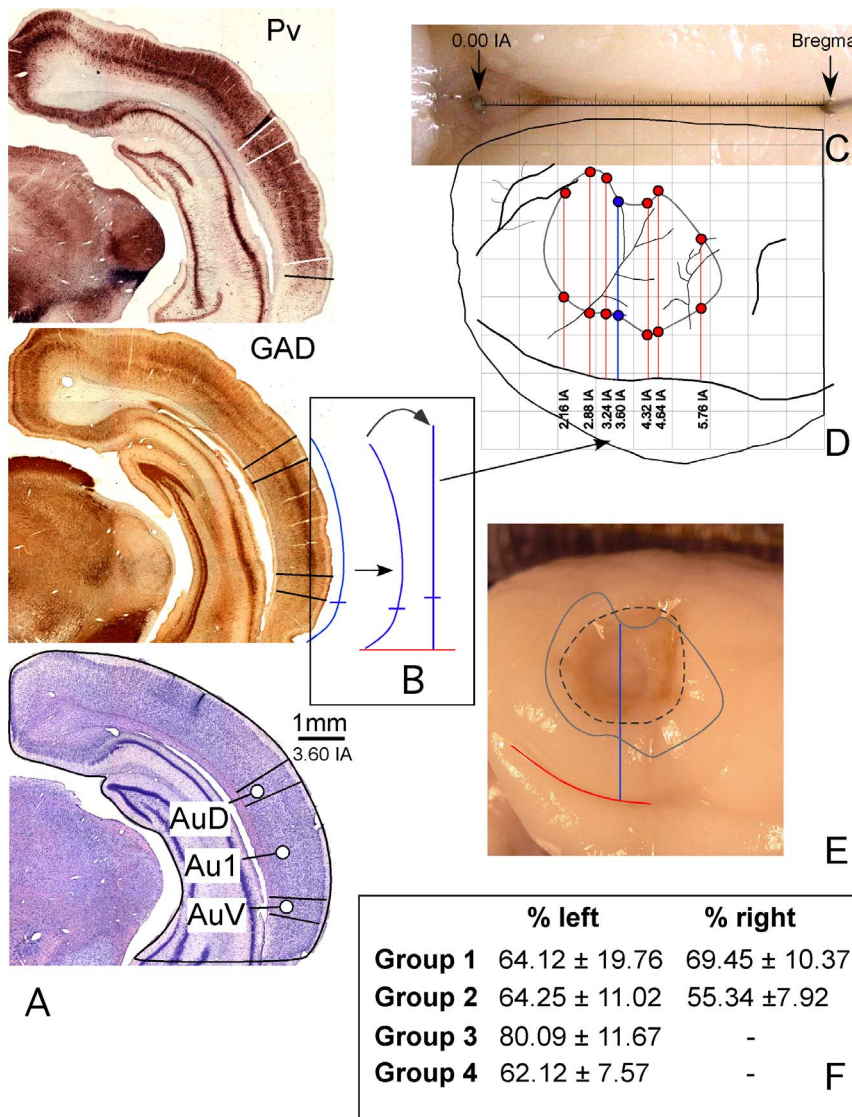 Pv
0.00 IA
Bregma
C
GAD
2.16 IA
2.88 IA
3.24 IA
3.60 IA
4.32 IA
4.64 IA
5.76 IA
D
B
1mm
3.60 IA
AuD
Au1
AuV
E
A
% left % right
Group 1 64.12 ± 19.76 69.45 ± 10.37
Group 2 64.25 ± 11.02 55.34 ±7.92
Group 3 80.09 ± 11.67 -
Group 4 62.12 ± 7.57 -
F